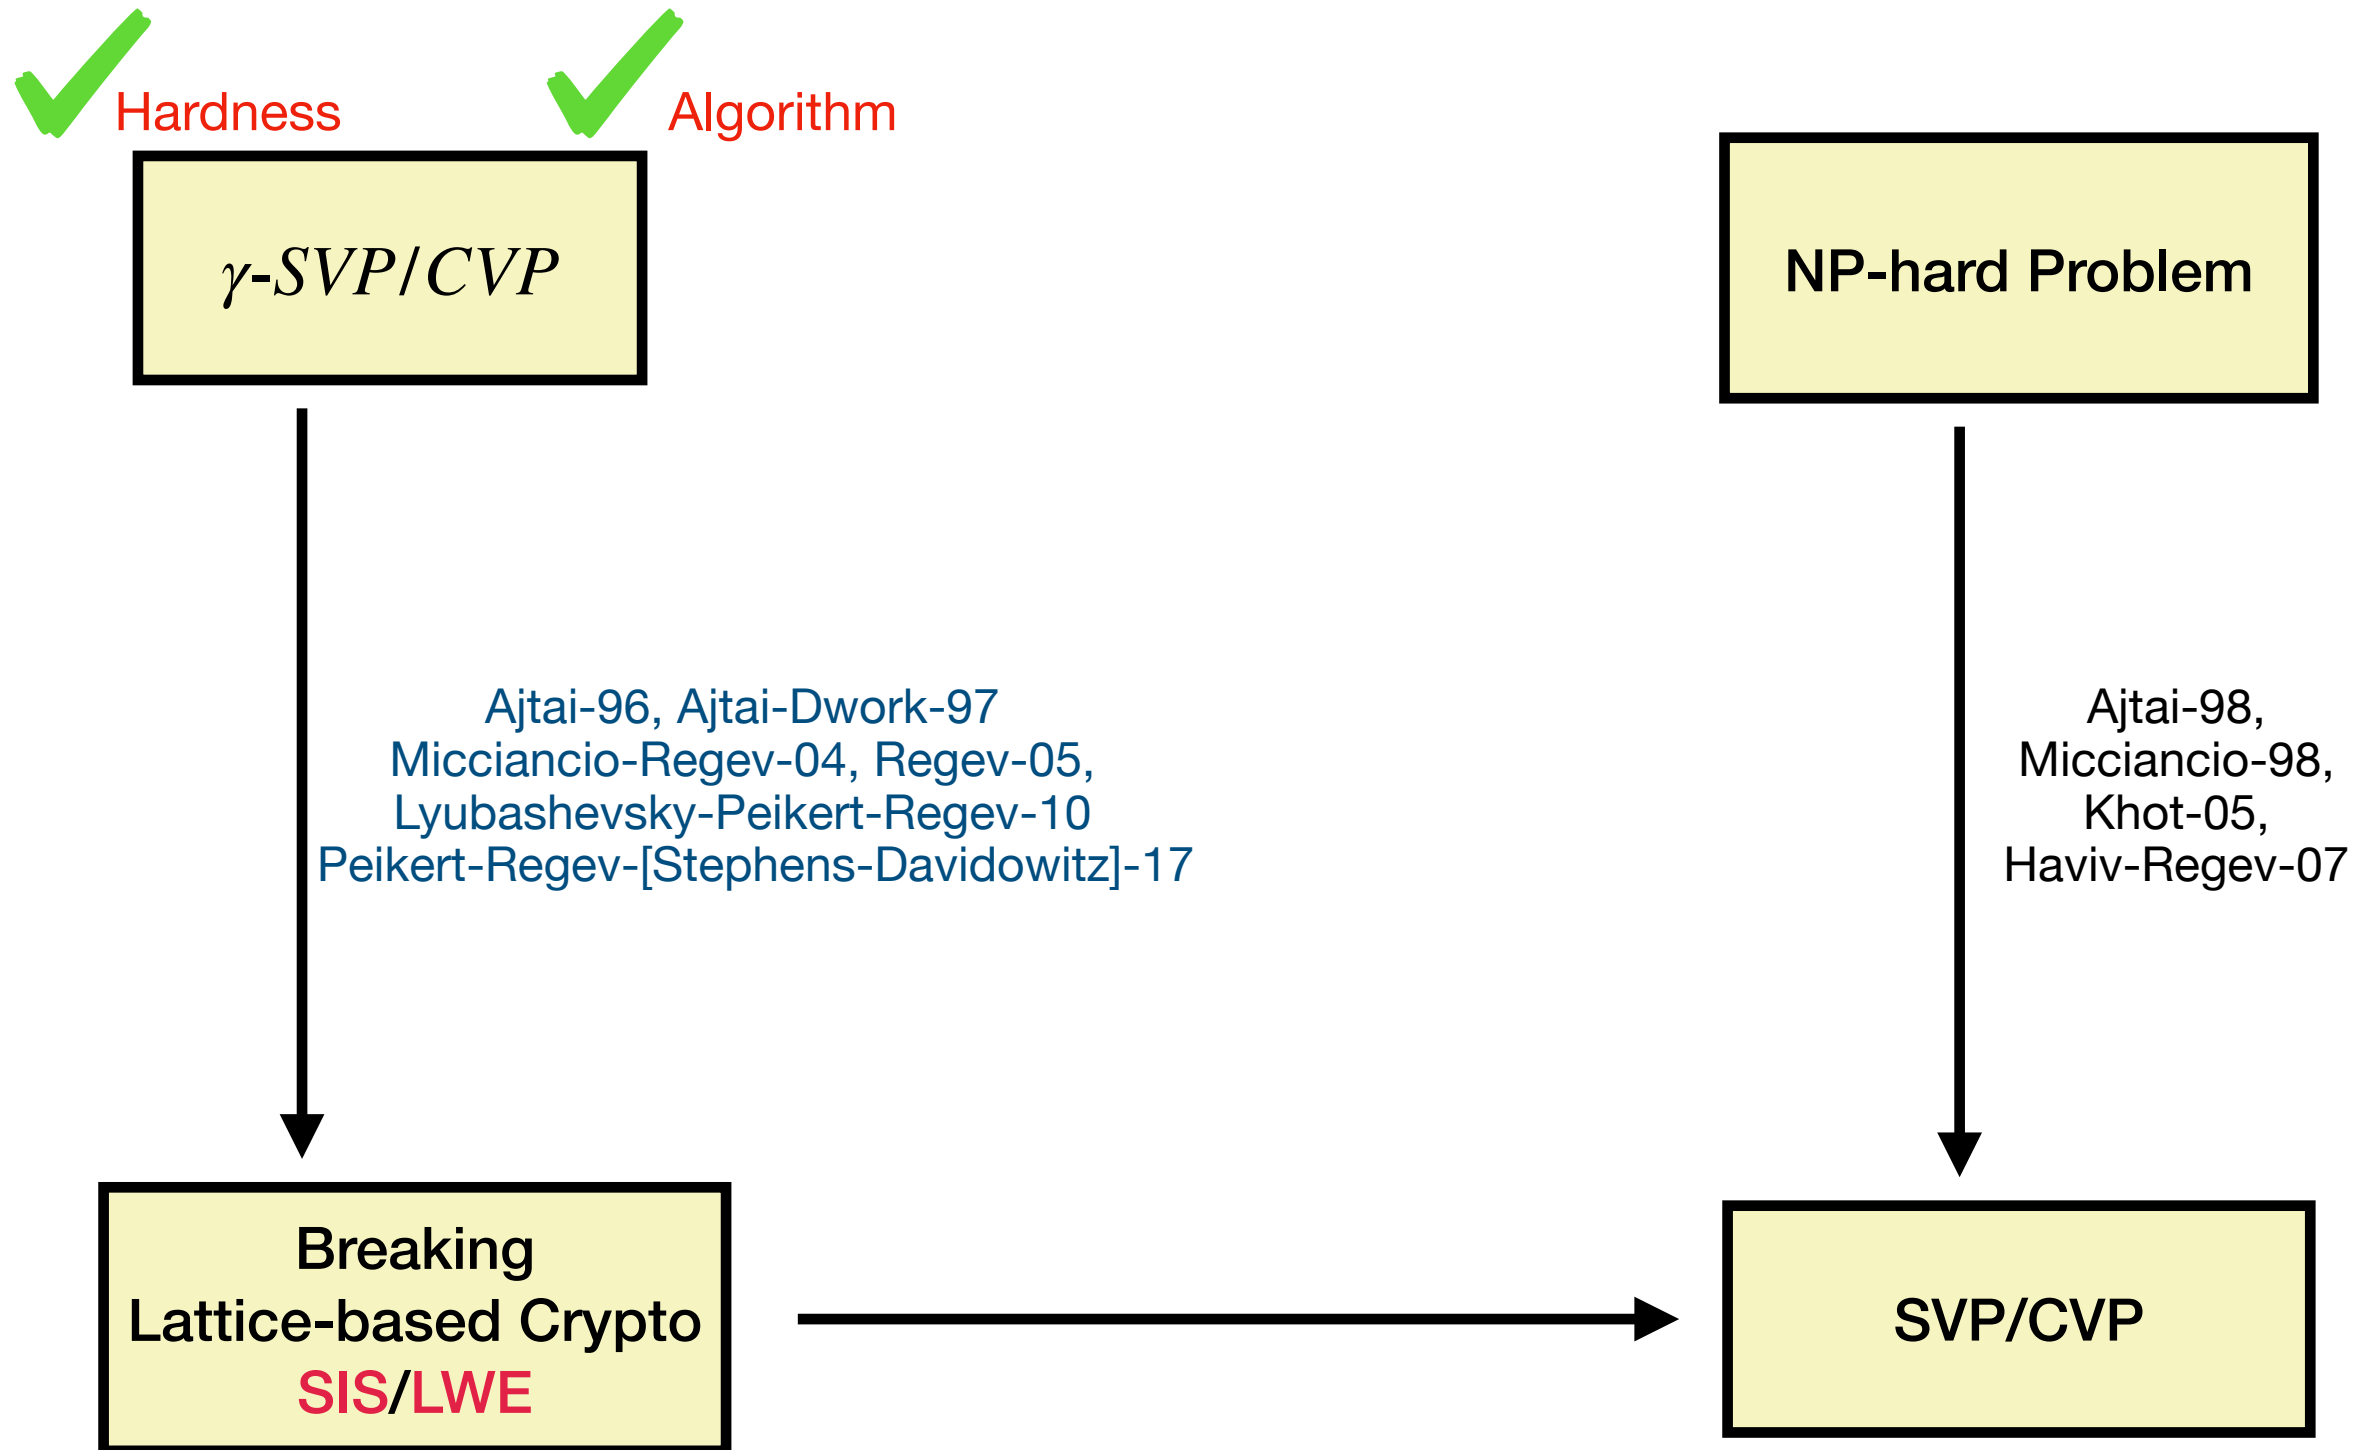 Hardness
Algorithm
γ-SVP/CVP
NP-hard Problem
Ajtai-96, Ajtai-Dwork-97
Micciancio-Regev-04, Regev-05,
Lyubashevsky-Peikert-Regev-10
Peikert-Regev-[Stephens-Davidowitz]-17
Ajtai-98,
Micciancio-98,
Khot-05,
Haviv-Regev-07
Breaking
Lattice-based Crypto
SIS/LWE
SVP/CVP